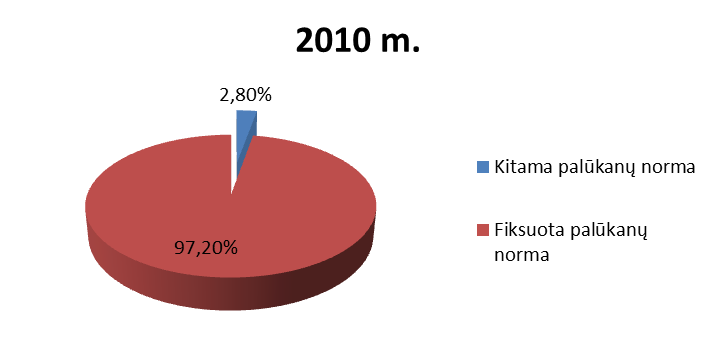 2010 m.
2,80%
97,20%
Kitama palūkanų norma
Fiksuota palūkanų
norma